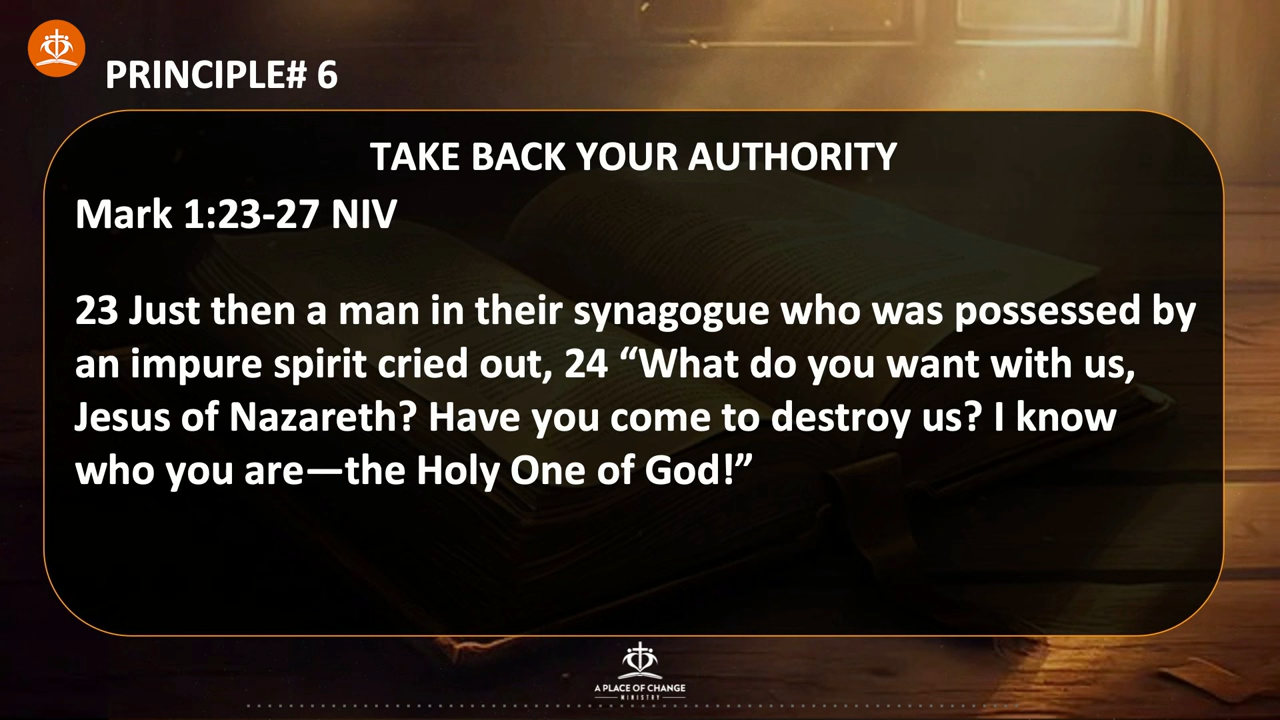 PRINCIPLE# 6
TAKE BACK YOUR AUTHORITY
Mark 1:23-27 NIV
23 Just then a man in their synagogue who was possessed by
an impure spirit cried out, 24 “What do you want with us,
Jesus of Nazareth? Have you come to destroy us? I know
who you are—the Holy One of God!”
A PLACE OF CHANGE
MINISTRY